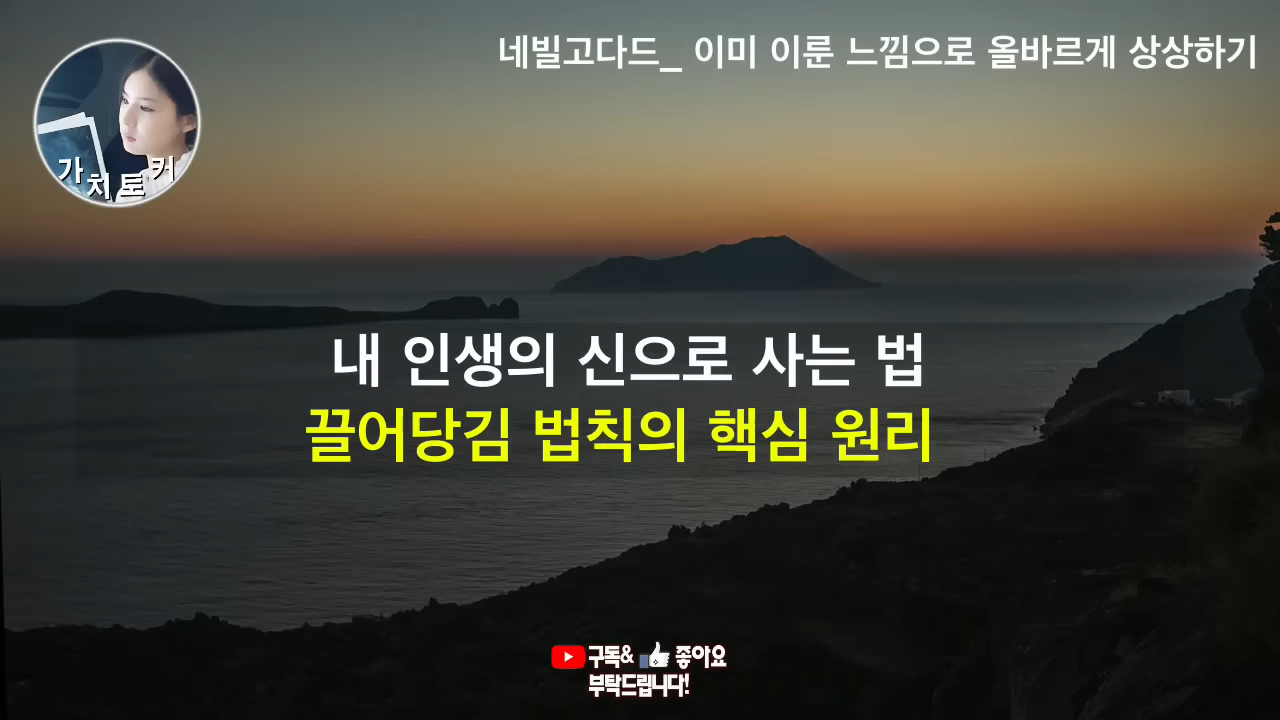 네빌고다드_ 이미 이룬 느낌으로 올바르게 상상하기
가치토커
내 인생의 신으로 사는 법
끌어당김 법칙의 핵심 원리
구독& 좋아요
부탁드립니다!